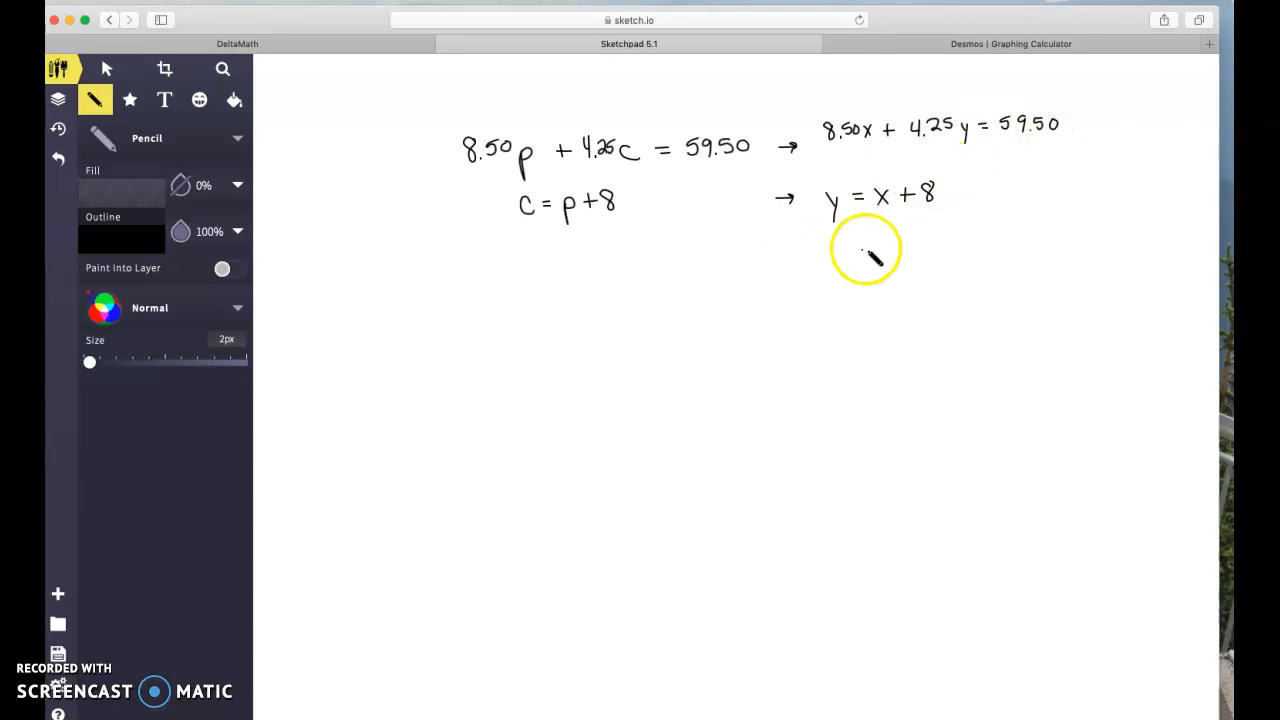 sketch.io
DeltaMath
Sketchpad 5.1
Desmos | Graphing Calculator
Pencil
Fill
0%
Outline
100%
Paint Into Layer
Normal
Size
2px
8.50p + 4.25c = 59.50 → 8.50x + 4.25y = 59.50
c = p + 8 → y = x + 8
RECORDED WITH
SCREENCAST MATIC